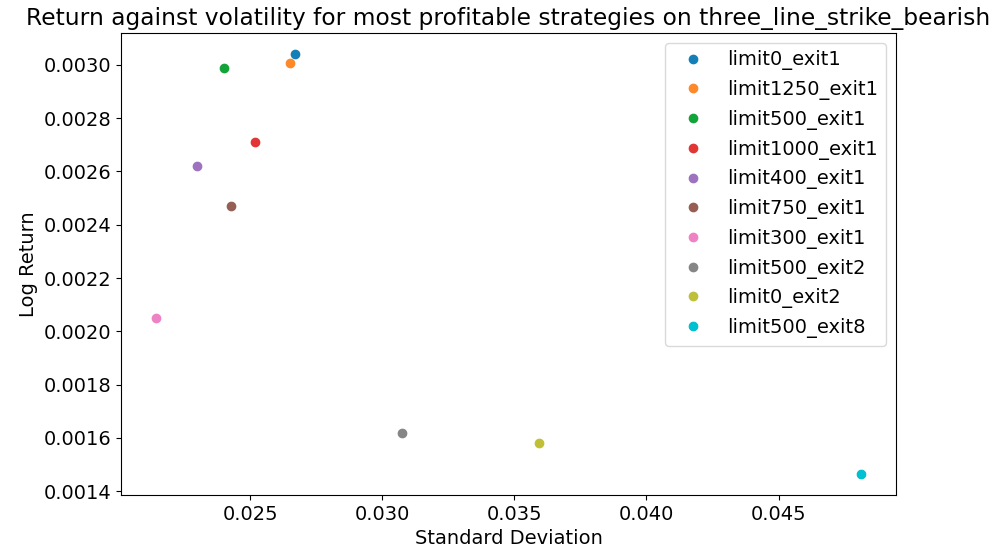 Return against volatility for most profitable strategies on three_line_strike_bearish
0.0030
0.0028
0.0026
0.0024
0.0022
0.0020
0.0018
0.0016
0.0014
Log Return
limit0_exit1
limit1250_exit1
limit500_exit1
limit1000_exit1
limit400_exit1
limit750_exit1
limit300_exit1
limit500_exit2
limit0_exit2
limit500_exit8
0.025
0.030
0.035
0.040
0.045
Standard Deviation